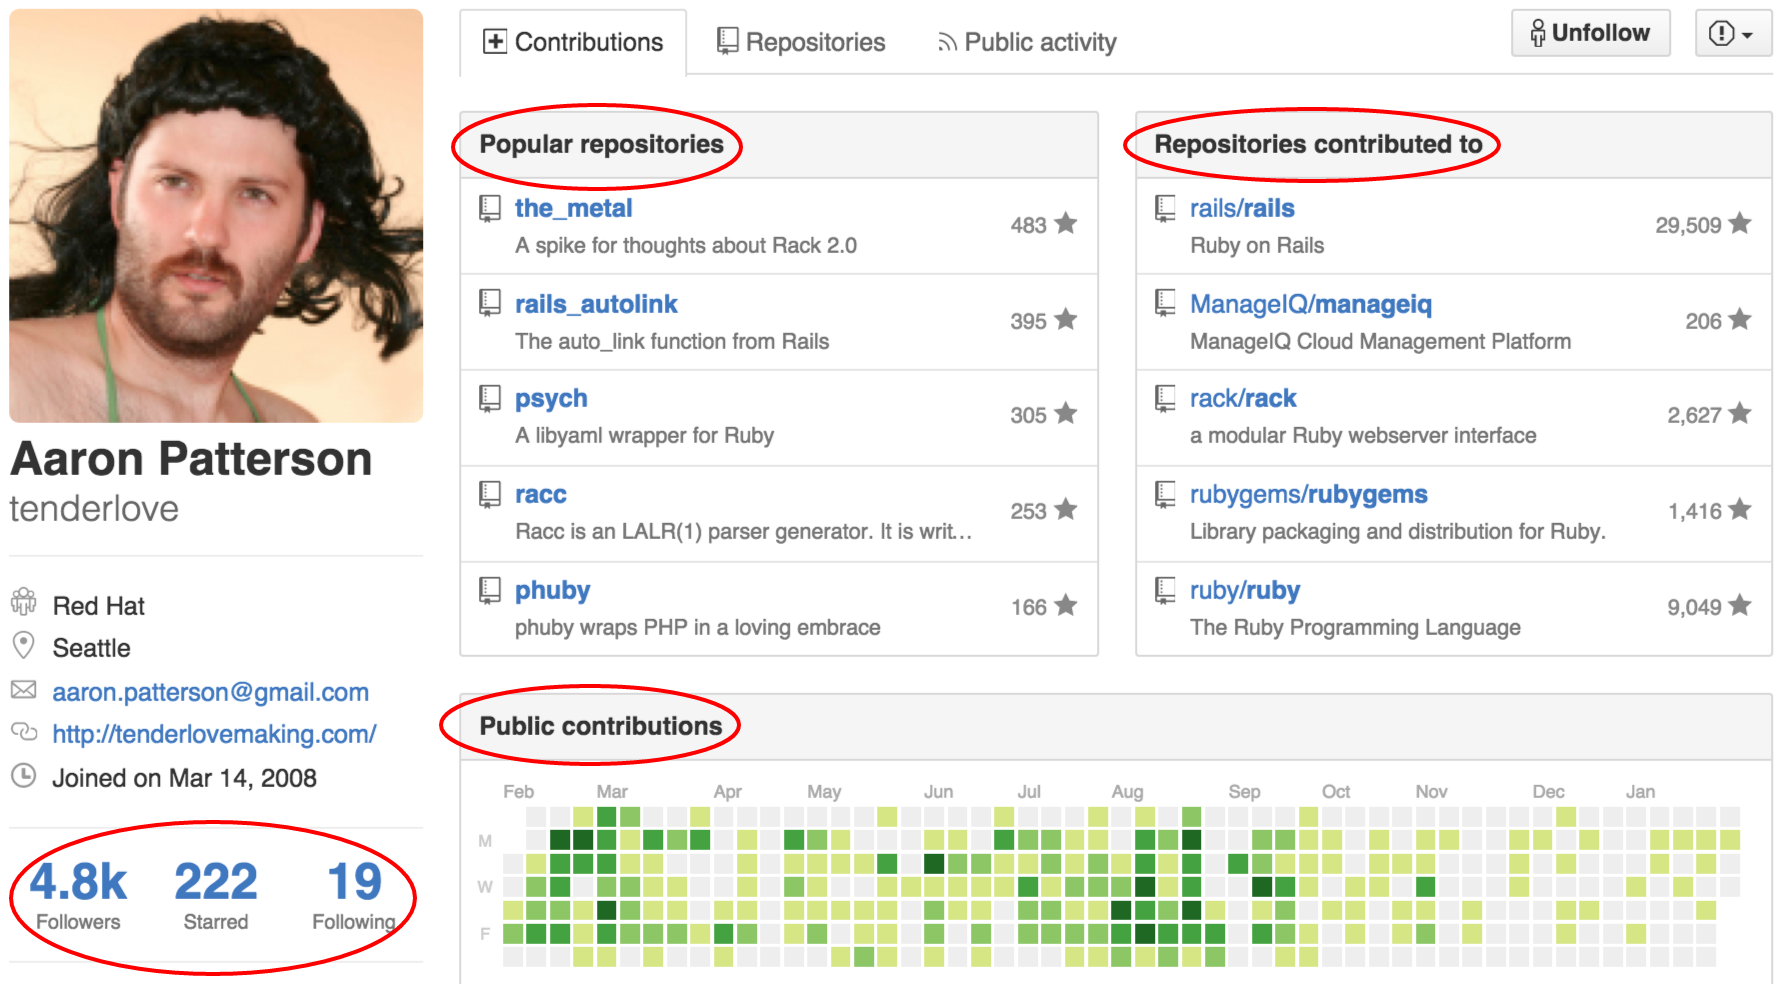 Contributions
Repositories
Public activity
Unfollow
Aaron Patterson
tenderlove
Red Hat
Seattle
aaron.patterson@gmail.com
http://tenderlovemaking.com/
Joined on Mar 14, 2008
4.8k 222 19
Followers Starred Following
Popular repositories
the_metal
A spike for thoughts about Rack 2.0
483
rails_autolink
The auto_link function from Rails
395
psych
A libyaml wrapper for Ruby
305
racc
Racc is an LALR(1) parser generator. It is writ…
253
phuby
phuby wraps PHP in a loving embrace
166
Repositories contributed to
rails/rails
Ruby on Rails
29,509
ManageIQ/manageiq
ManageIQ Cloud Management Platform
206
rack/rack
a modular Ruby webserver interface
2,627
rubygems/rubygems
Library packaging and distribution for Ruby.
1,416
ruby/ruby
The Ruby Programming Language
9,049
Public contributions
Feb Mar Apr May Jun Jul Aug Sep Oct Nov Dec Jan
M
W
F